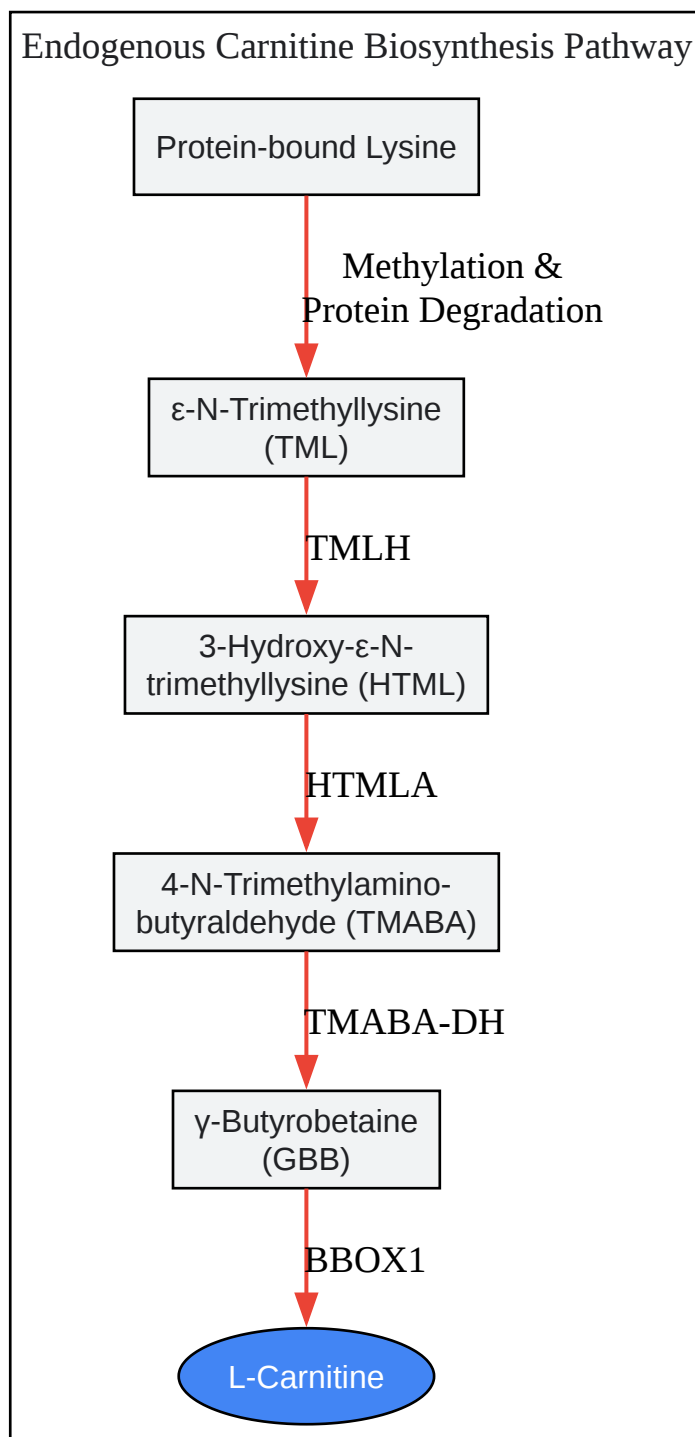 Endogenous Carnitine Biosynthesis Pathway
Protein-bound Lysine
Methylation &
Protein Degradation
ε-N-Trimethyllysine
(TML)
TMLH
3-Hydroxy-ε-N-
trimethyllysine (HTML)
HTMLA
4-N-Trimethylamino-
butyraldehyde (TMABA)
TMABA-DH
γ-Butyrobetaine
(GBB)
BBOX1
L-Carnitine